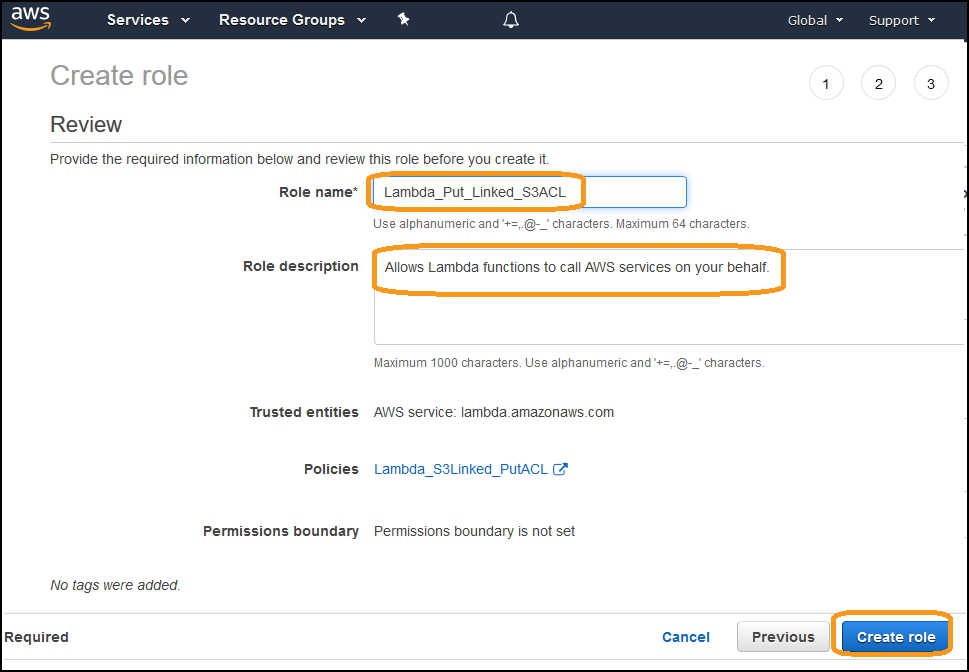 aws Services Resource Groups Global Support
Create role 1 2 3
Review
Provide the required information below and review this role before you create it.
Role name* Lambda_Put_Linked_S3ACL
Use alphanumeric and '+=,.@-_' characters. Maximum 64 characters.
Role description Allows Lambda functions to call AWS services on your behalf.
Maximum 1000 characters. Use alphanumeric and '+=,.@-_' characters.
Trusted entities AWS service: lambda.amazonaws.com
Policies Lambda_S3Linked_PutACL
Permissions boundary Permissions boundary is not set
No tags were added.
Required Cancel Previous Create role